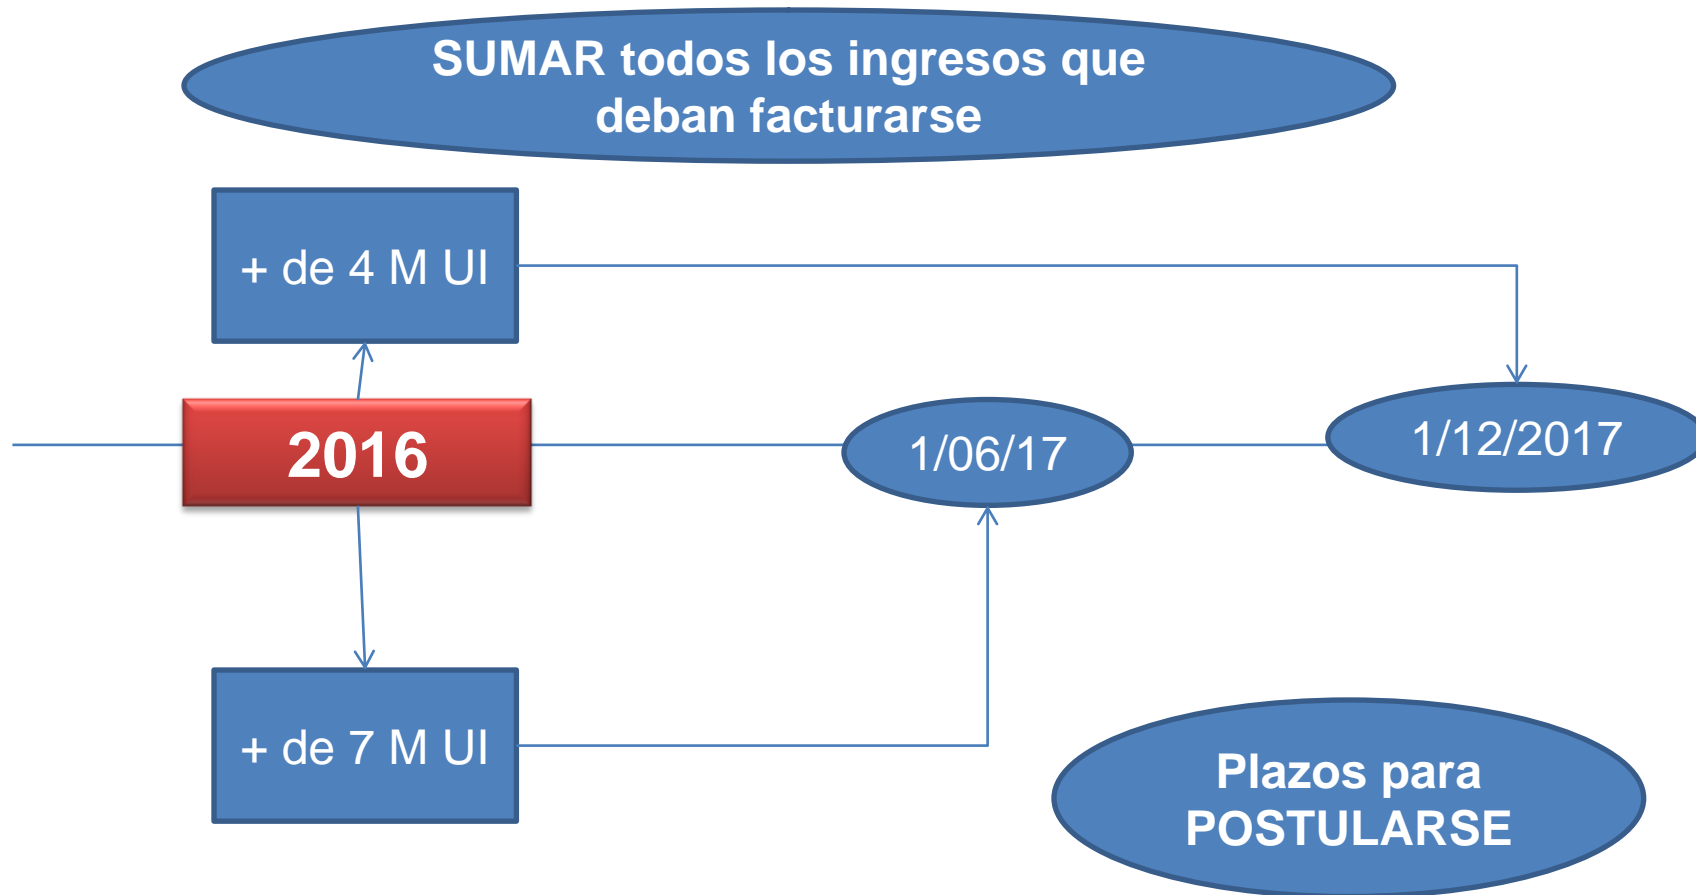 SUMAR todos los ingresos que
deban facturarse
+ de 4 M UI
2016
1/06/17
1/12/2017
+ de 7 M UI
Plazos para
POSTULARSE